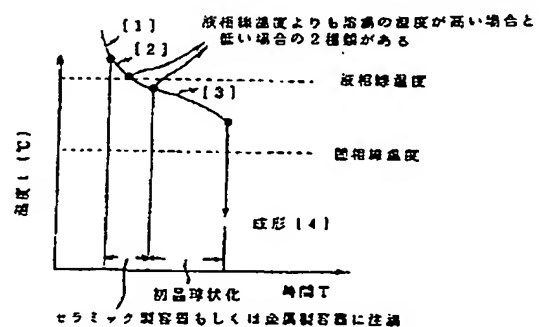 [1]
[2]
液相線温度よりも溶湯の温度が高い場合と
低い場合の2種類がある
液相線温度
[3]
固相線温度
温度t(℃)
成形[4]
初晶球状化
時間T
セラミック製容器もしくは金属製容器に注湯